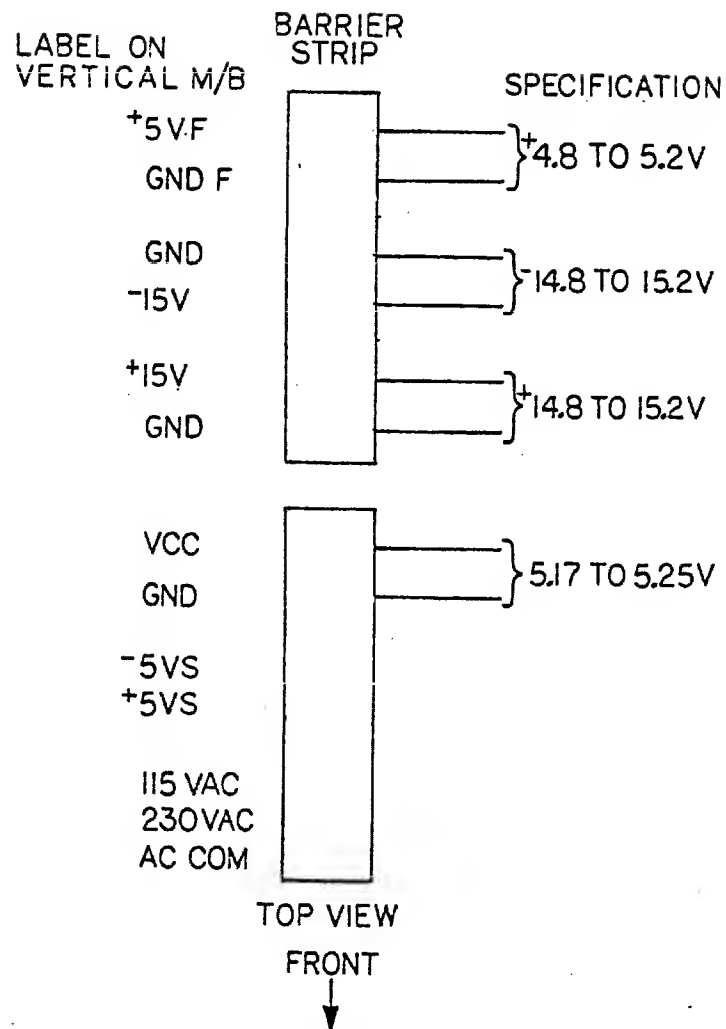 LABEL ON
VERTICAL M/B
BARRIER
STRIP
SPECIFICATION
+5V.F
GND F
+4.8 TO 5.2V
GND
-15V
-14.8 TO 15.2V
+15V
GND
+14.8 TO 15.2V
VCC
GND
5.17 TO 5.25V
-5VS
+5VS
115 VAC
230VAC
AC COM
TOP VIEW
FRONT